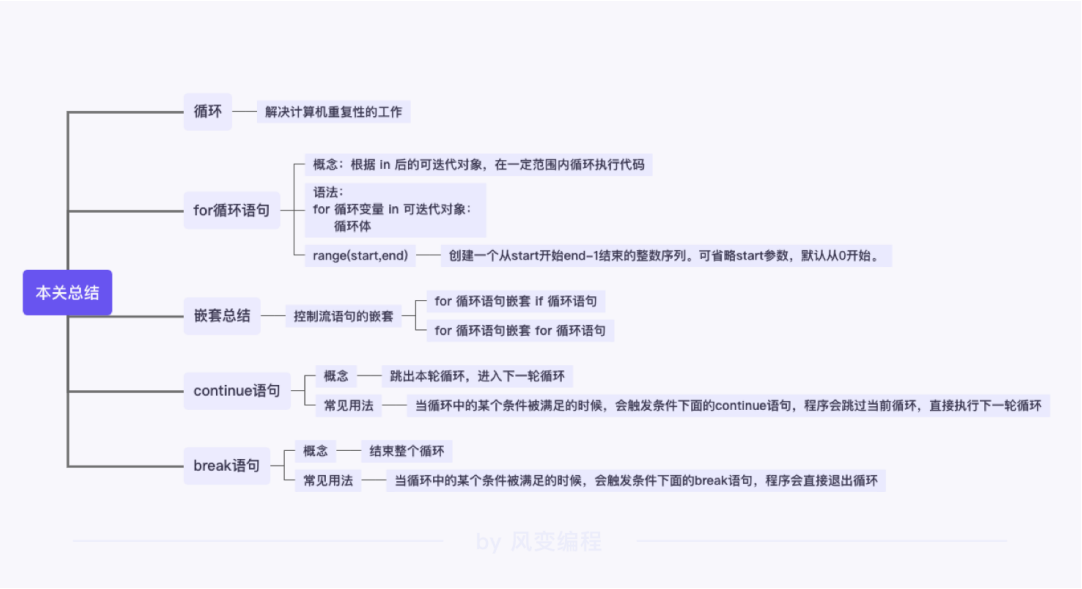 循环
解决计算机重复性的工作
for循环语句
概念：根据 in 后的可迭代对象，在一定范围内循环执行代码
语法：
for 循环变量 in 可迭代对象：
循环体
range(start,end)
创建一个从start开始end-1结束的整数序列。可省略start参数，默认从0开始。
本关总结
嵌套总结
控制流语句的嵌套
for 循环语句嵌套 if 循环语句
for 循环语句嵌套 for 循环语句
continue语句
概念
跳出本轮循环，进入下一轮循环
常见用法
当循环中的某个条件被满足的时候，会触发条件下面的continue语句，程序会跳过当前循环，直接执行下一轮循环
break语句
概念
结束整个循环
常见用法
当循环中的某个条件被满足的时候，会触发条件下面的break语句，程序会直接退出循环
by 风变编程